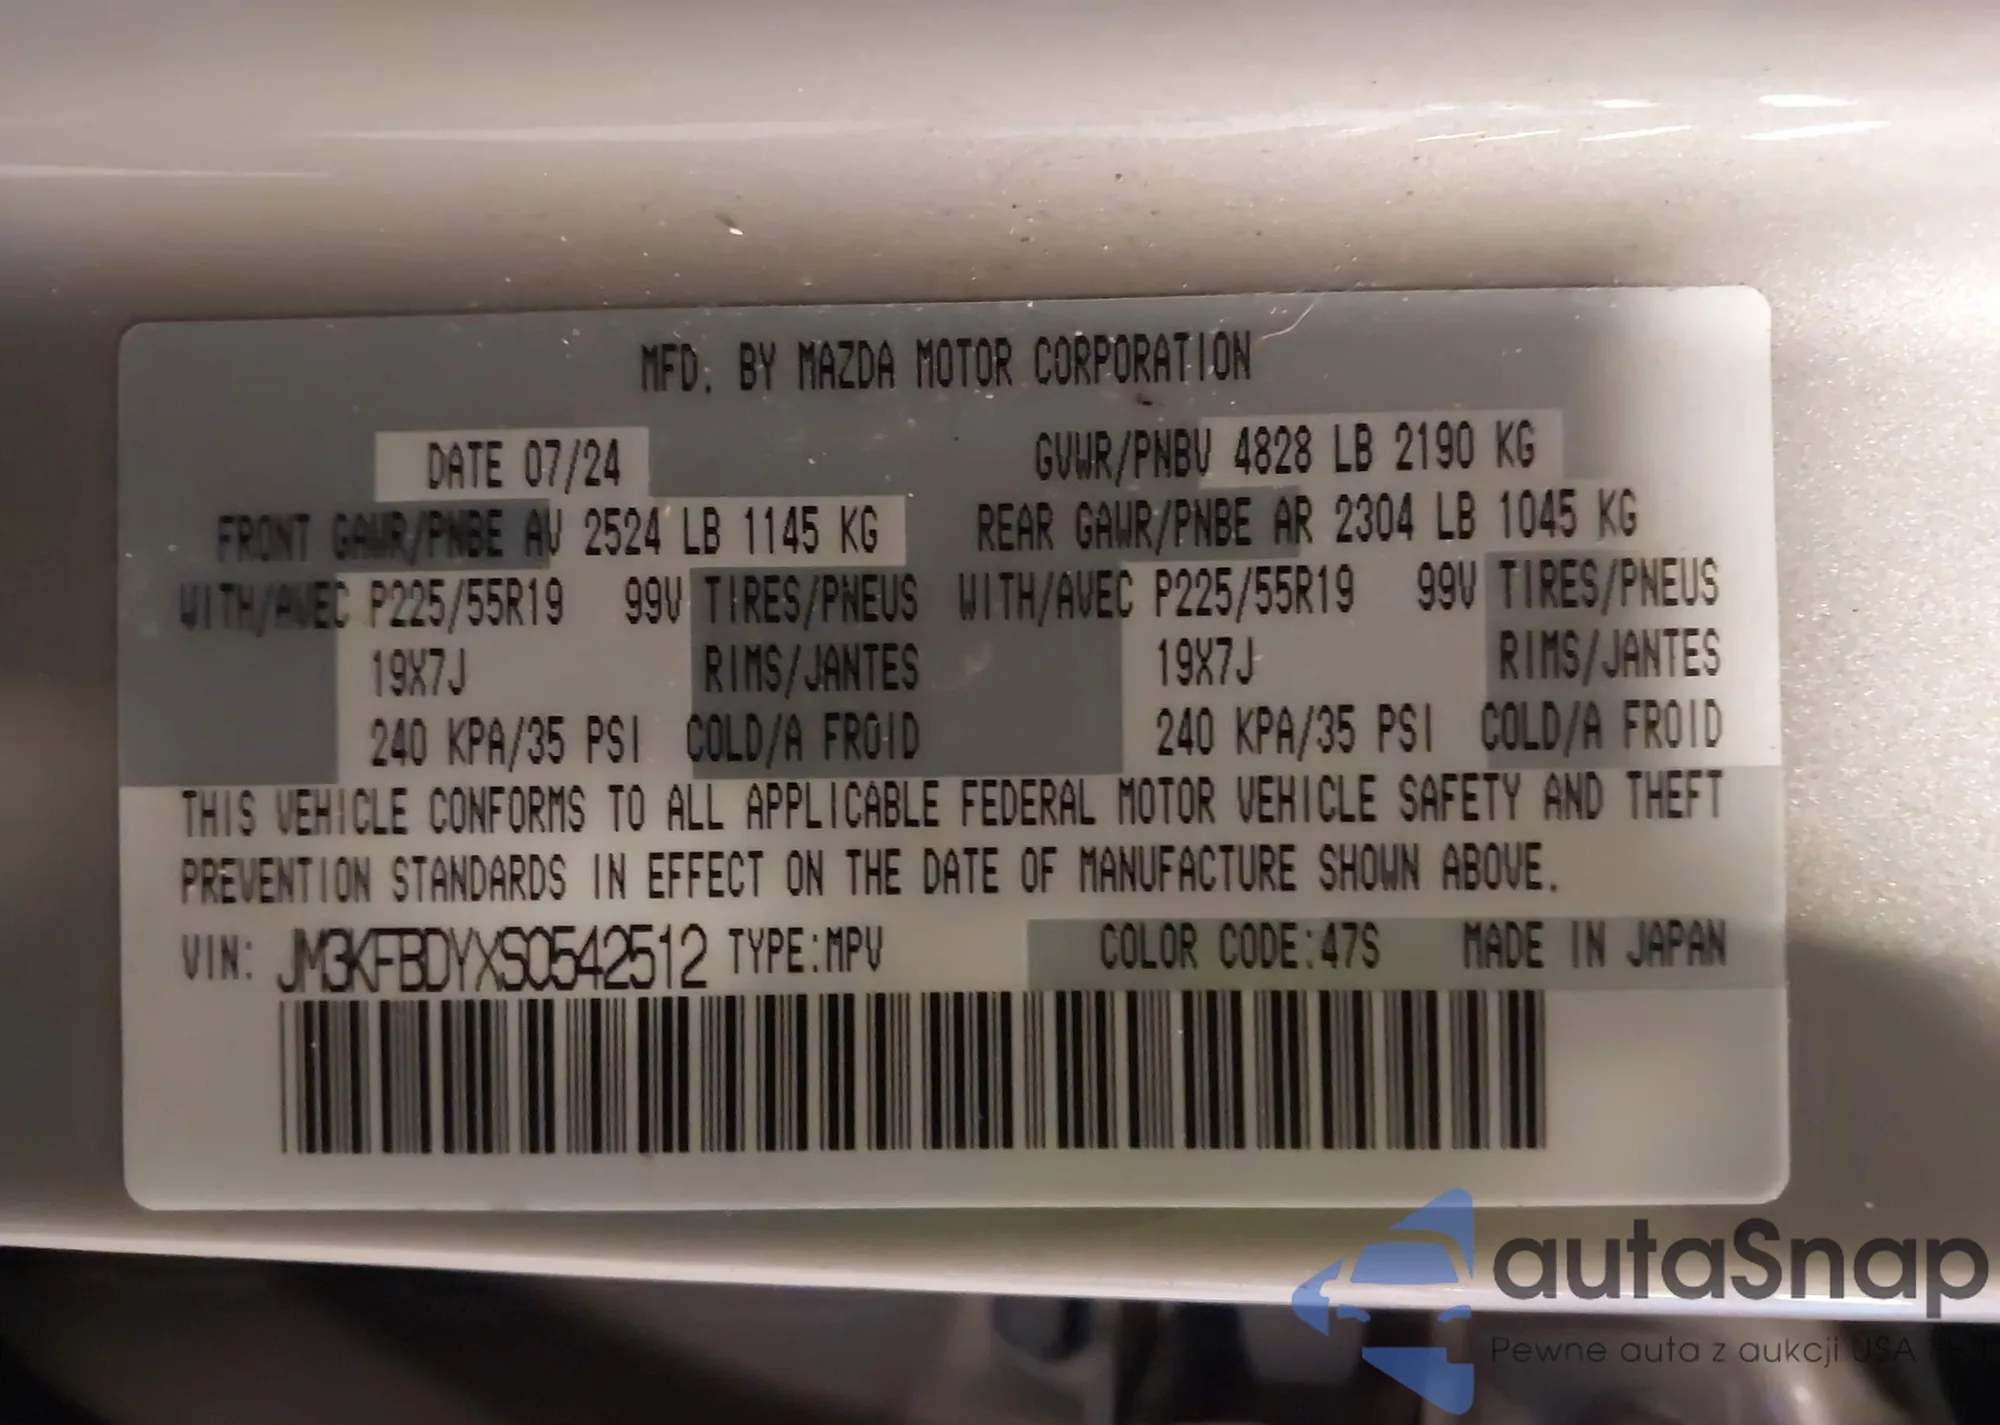 MFD. BY MAZDA MOTOR CORPORATION
DATE 07/24 GVWR/PNBV 4828 LB 2190 KG
FRONT GAWR/PNBE AV 2524 LB 1145 KG REAR GAWR/PNBE AR 2304 LB 1045 KG
WITH/AVEC P225/55R19 99V TIRES/PNEUS WITH/AVEC P225/55R19 99V TIRES/PNEUS
19X7J RIMS/JANTES 19X7J RIMS/JANTES
240 KPA/35 PSI COLD/A FROID 240 KPA/35 PSI COLD/A FROID
THIS VEHICLE CONFORMS TO ALL APPLICABLE FEDERAL MOTOR VEHICLE SAFETY AND THEFT
PREVENTION STANDARDS IN EFFECT ON THE DATE OF MANUFACTURE SHOWN ABOVE.
VIN: JM3KFBDYXS0542512 TYPE:MPV COLOR CODE:47S MADE IN JAPAN
autaSnap
Pewne auta z aukcji USA